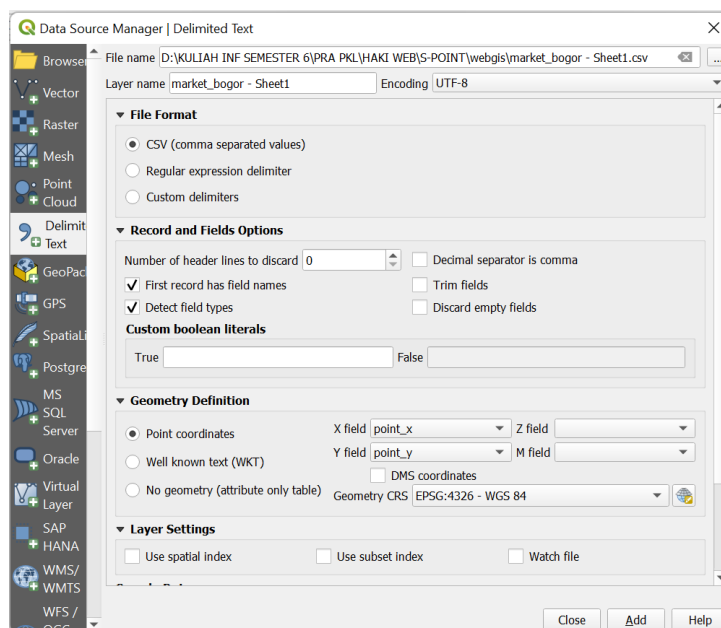 Data Source Manager | Delimited Text
Browser
Vector
Raster
Mesh
Point
Cloud
Delimit
Text
GeoPac
GPS
SpatiaLi
Postgre
MS
SQL
Server
Oracle
Virtual
Layer
SAP
HANA
WMS/
WMTS
WFS /
File name D:\KULIAH INF SEMESTER 6\PRA PKL\HAKI WEB\S-POINT\webgis\market_bogor - Sheet1.csv ...
Layer name market_bogor - Sheet1 Encoding UTF-8
File Format
CSV (comma separated values)
Regular expression delimiter
Custom delimiters
Record and Fields Options
Number of header lines to discard 0 Decimal separator is comma
First record has field names Trim fields
Detect field types Discard empty fields
Custom boolean literals
True False
Geometry Definition
Point coordinates X field point_x Z field
Well known text (WKT) Y field point_y M field
DMS coordinates
No geometry (attribute only table) Geometry CRS EPSG:4326 - WGS 84
Layer Settings
Use spatial index Use subset index Watch file
Close Add Help